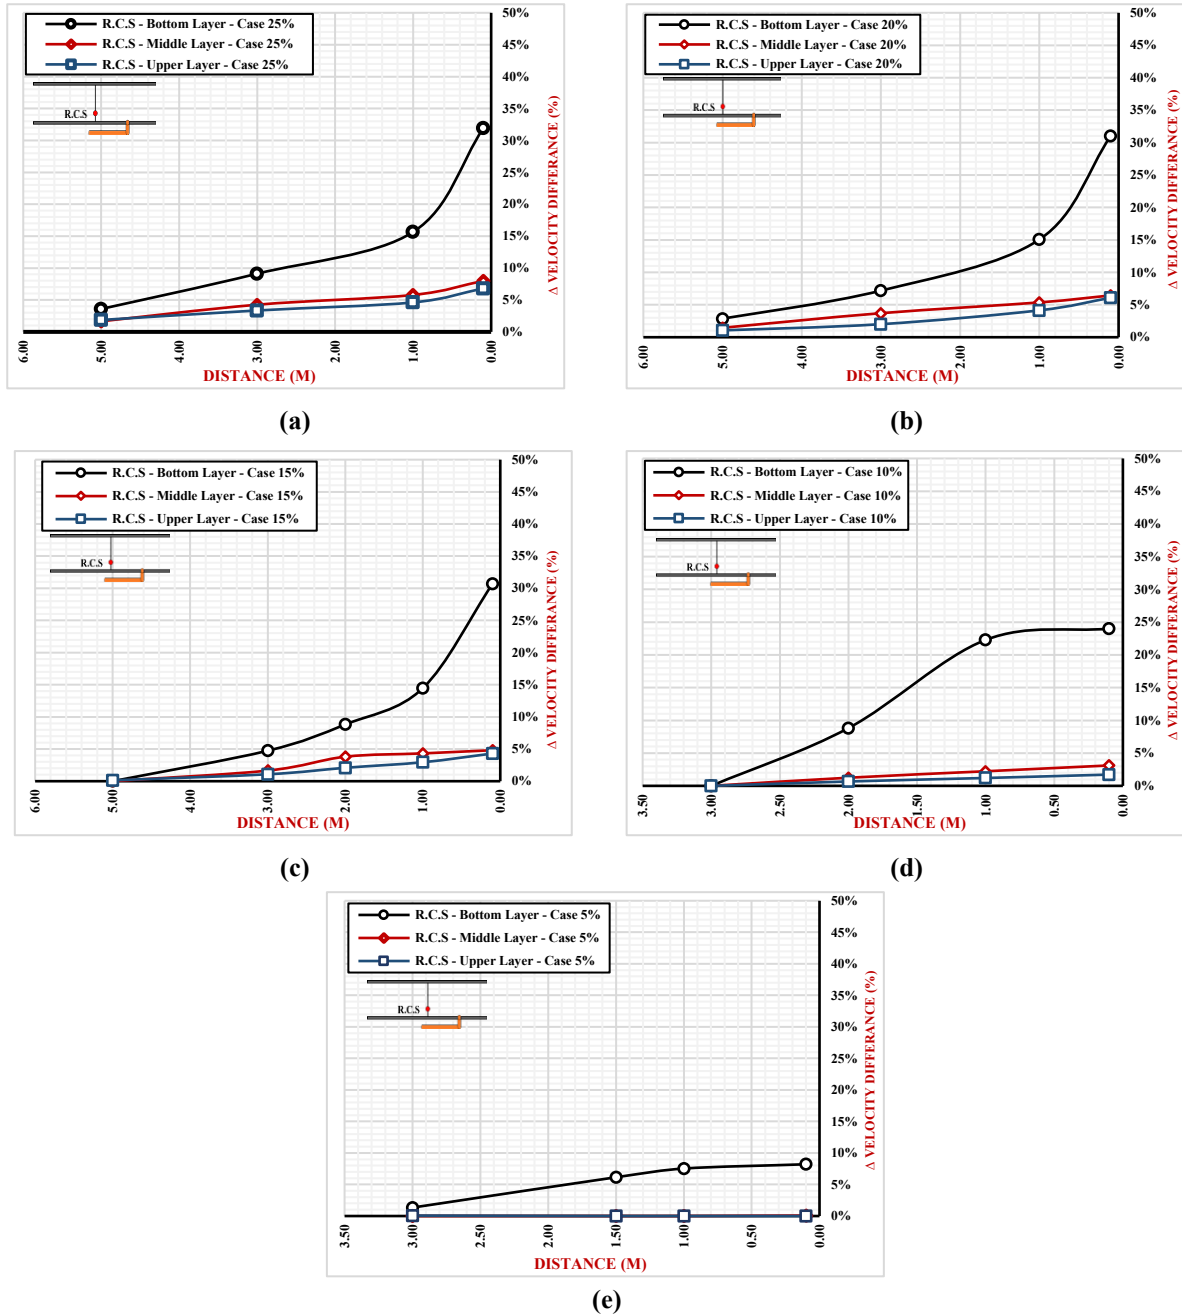 R.C.S - Bottom Layer - Case 25%
R.C.S - Middle Layer - Case 25%
R.C.S - Upper Layer - Case 25%
R.C.S
50%
45%
40%
35%
30%
25%
20%
15%
10%
5%
0%
Δ VELOCITY DIFFERANCE (%)
6.00
5.00
4.00
3.00
2.00
1.00
0.00
DISTANCE (M)
(a)
R.C.S - Bottom Layer - Case 20%
R.C.S - Middle Layer - Case 20%
R.C.S - Upper Layer - Case 20%
R.C.S
50%
45%
40%
35%
30%
25%
20%
15%
10%
5%
0%
Δ VELOCITY DIFFERANCE (%)
6.00
5.00
4.00
3.00
2.00
1.00
0.00
DISTANCE (M)
(b)
R.C.S - Bottom Layer - Case 15%
R.C.S - Middle Layer - Case 15%
R.C.S - Upper Layer - Case 15%
R.C.S
50%
45%
40%
35%
30%
25%
20%
15%
10%
5%
0%
Δ VELOCITY DIFFERANCE (%)
6.00
5.00
4.00
3.00
2.00
1.00
0.00
DISTANCE (M)
(c)
R.C.S - Bottom Layer - Case 10%
R.C.S - Middle Layer - Case 10%
R.C.S - Upper Layer - Case 10%
R.C.S
50%
45%
40%
35%
30%
25%
20%
15%
10%
5%
0%
Δ VELOCITY DIFFERANCE (%)
3.50
3.00
2.50
2.00
1.50
1.00
0.50
0.00
DISTANCE (M)
(d)
R.C.S - Bottom Layer - Case 5%
R.C.S - Middle Layer - Case 5%
R.C.S - Upper Layer - Case 5%
R.C.S
50%
45%
40%
35%
30%
25%
20%
15%
10%
5%
0%
Δ VELOCITY DIFFERANCE (%)
3.50
3.00
2.50
2.00
1.50
1.00
0.50
0.00
DISTANCE (M)
(e)